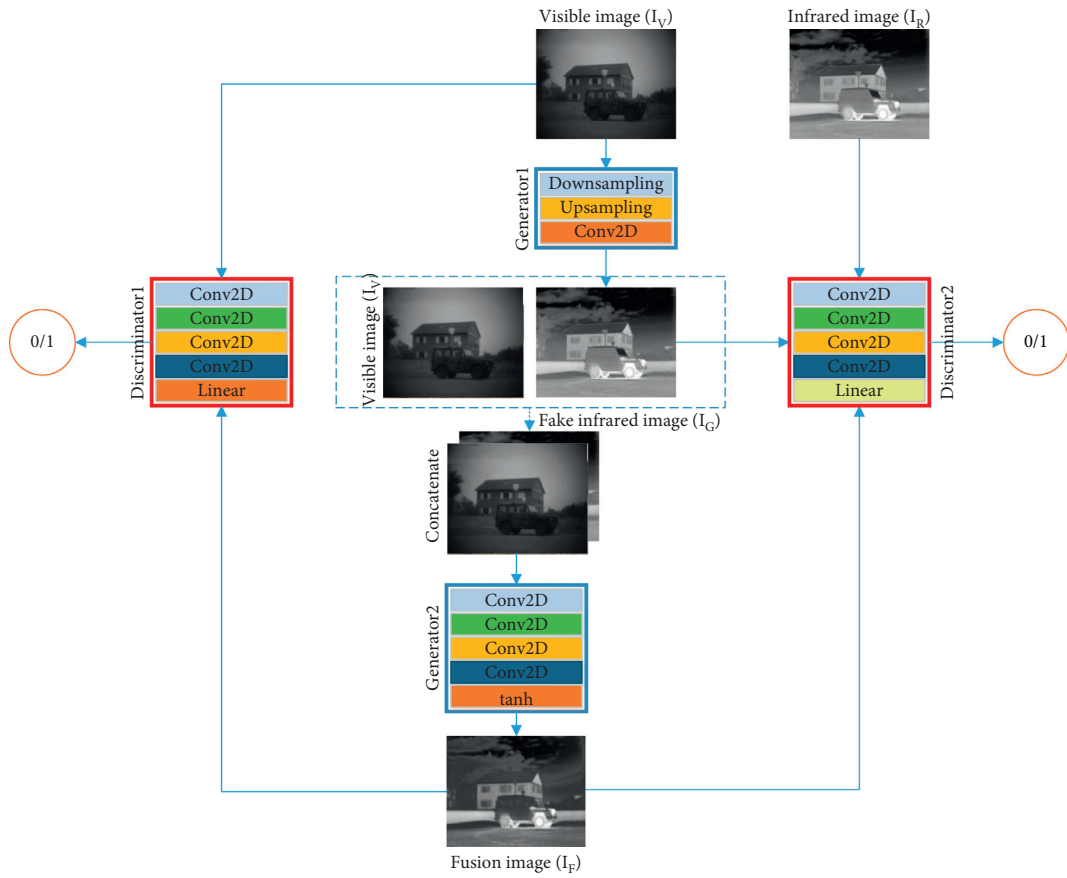 Visible image (I_V)
Infrared image (I_R)
Generator1
Downsampling
Upsampling
Conv2D
Discriminator1
Conv2D
Conv2D
Conv2D
Conv2D
Linear
0/1
Visible image (I_V)
Fake infrared image (I_G)
Discriminator2
Conv2D
Conv2D
Conv2D
Conv2D
Linear
0/1
Concatenate
Generator2
Conv2D
Conv2D
Conv2D
Conv2D
tanh
Fusion image (I_F)